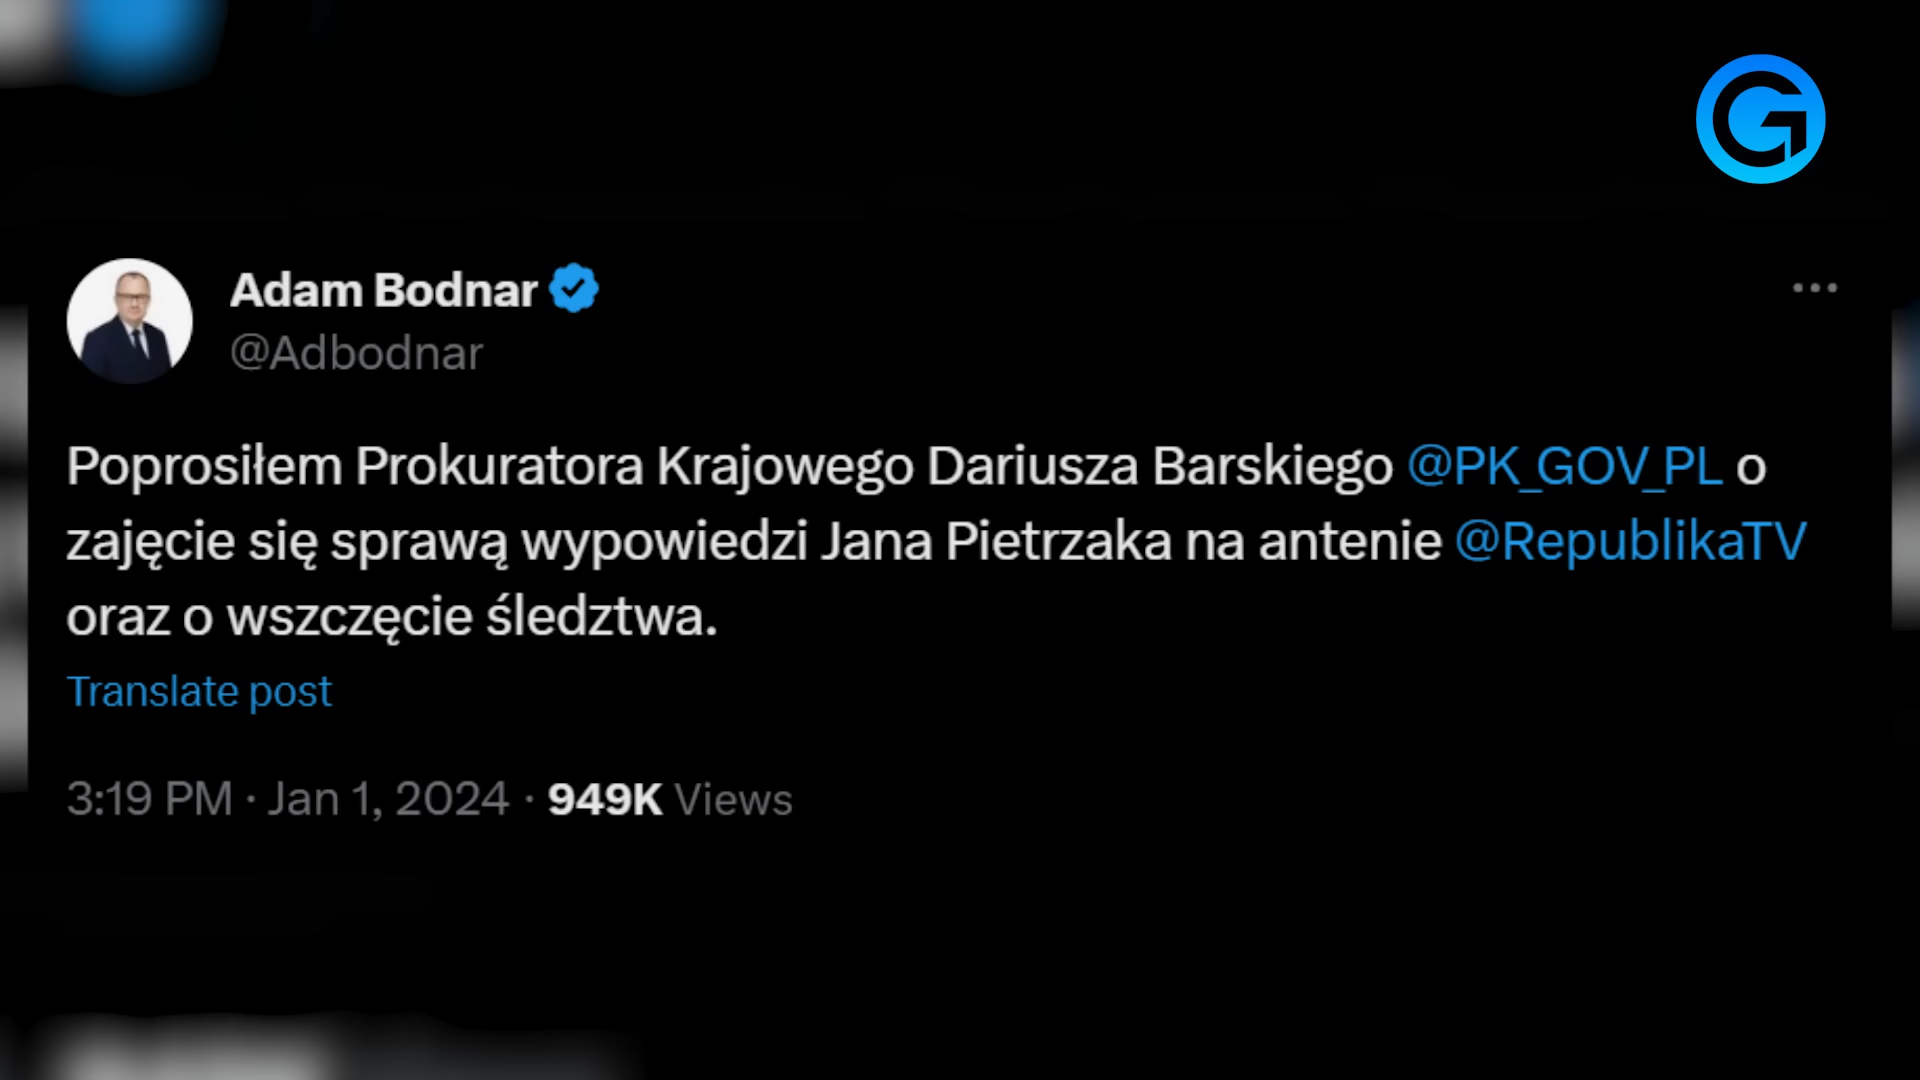 Adam Bodnar
@Adbodnar
Poprosiłem Prokuratora Krajowego Dariusza Barskiego @PK_GOV_PL o
zajęcie się sprawą wypowiedzi Jana Pietrzaka na antenie @RepublikaTV
oraz o wszczęcie śledztwa.
Translate post
3:19 PM · Jan 1, 2024 · 949K Views